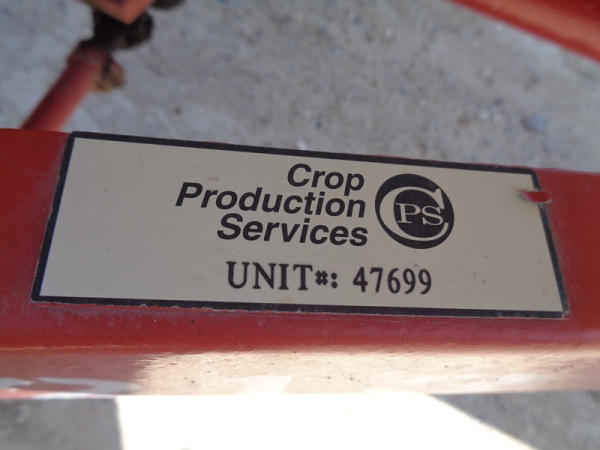 Crop
Production
Services
CPS
UNIT#: 47699